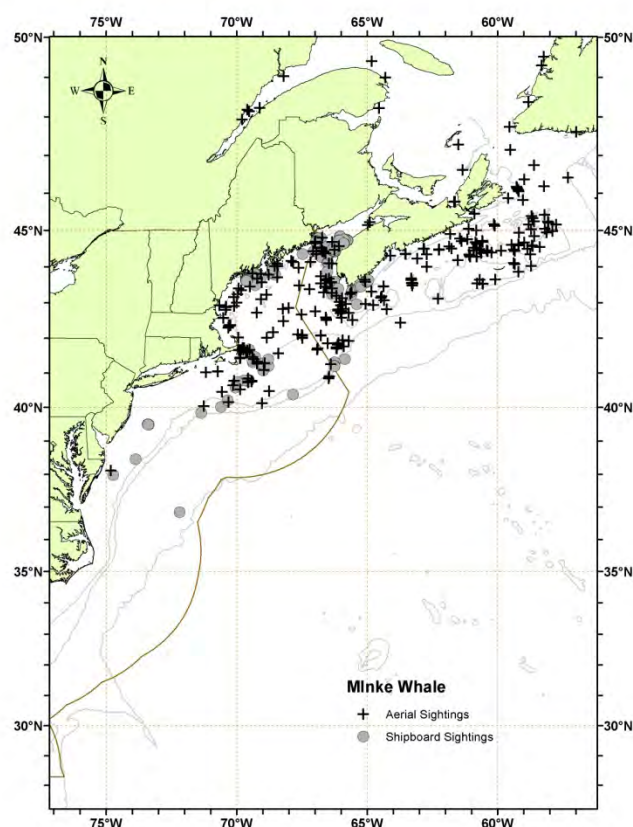 75°W 70°W 65°W 60°W
50°N 50°N
N
W E
S
45°N 45°N
40°N 40°N
35°N 35°N
MInke Whale
Aerial Sightings
Shipboard Sightings
30°N 30°N
75°W 70°W 65°W 60°W